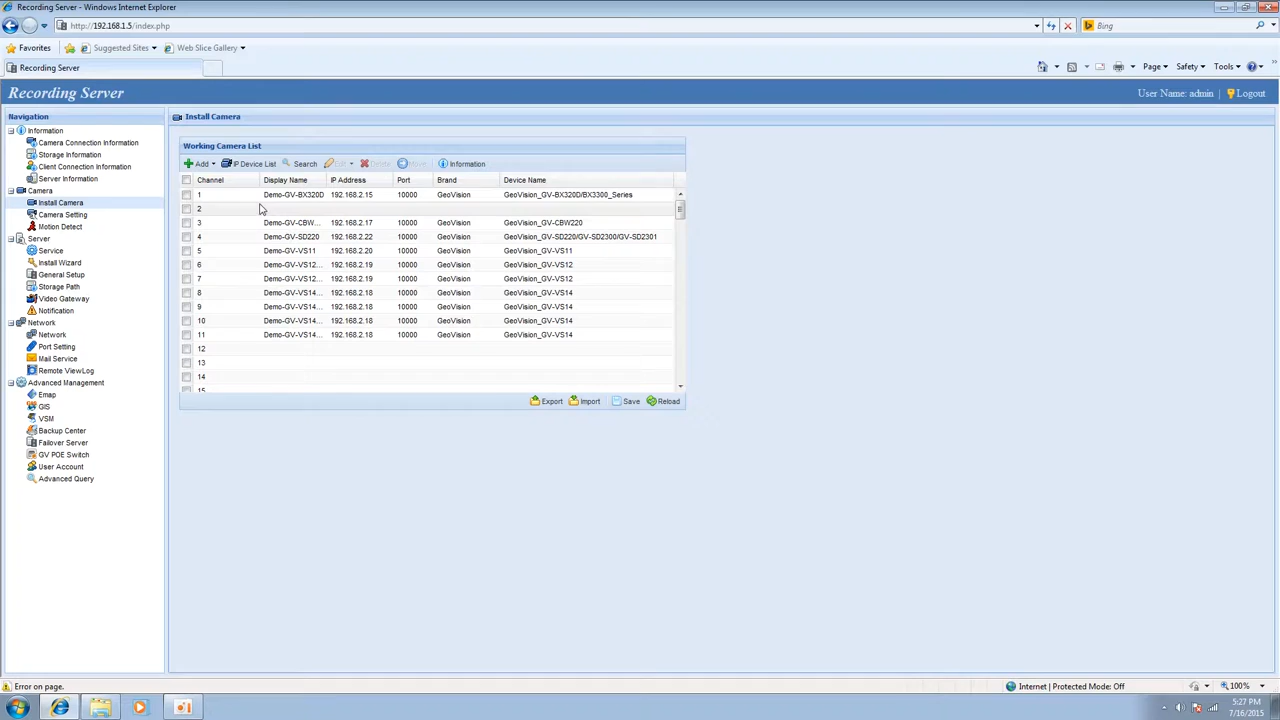 Recording Server - Windows Internet Explorer
http://192.168.1.5/index.php
Bing
Favorites Suggested Sites Web Slice Gallery
Recording Server Page Safety Tools
Recording Server User Name: admin Logout
Navigation
Information
Camera Connection Information
Storage Information
Client Connection Information
Server Information
Camera
Install Camera
Camera Setting
Motion Detect
Server
Service
Install Wizard
General Setup
Storage Path
Video Gateway
Notification
Network
Network
Port Setting
Mail Service
Remote ViewLog
Advanced Management
Emap
GIS
VSM
Backup Center
Failover Server
GV POE Switch
User Account
Advanced Query
Install Camera
Working Camera List
Add IP Device List Search Edit Delete Move Information
Channel Display Name IP Address Port Brand Device Name
1 Demo-GV-BX320D 192.168.2.15 10000 GeoVision GeoVision_GV-BX320D/BX3300_Series
2
3 Demo-GV-CBW... 192.168.2.17 10000 GeoVision GeoVision_GV-CBW220
4 Demo-GV-SD220 192.168.2.22 10000 GeoVision GeoVision_GV-SD220/GV-SD2300/GV-SD2301
5 Demo-GV-VS11 192.168.2.20 10000 GeoVision GeoVision_GV-VS11
6 Demo-GV-VS12... 192.168.2.19 10000 GeoVision GeoVision_GV-VS12
7 Demo-GV-VS12... 192.168.2.19 10000 GeoVision GeoVision_GV-VS12
8 Demo-GV-VS14... 192.168.2.18 10000 GeoVision GeoVision_GV-VS14
9 Demo-GV-VS14... 192.168.2.18 10000 GeoVision GeoVision_GV-VS14
10 Demo-GV-VS14... 192.168.2.18 10000 GeoVision GeoVision_GV-VS14
11 Demo-GV-VS14... 192.168.2.18 10000 GeoVision GeoVision_GV-VS14
12
13
14
15
Export Import Save Reload
Error on page. Internet | Protected Mode: Off 100%
5:27 PM
7/16/2015